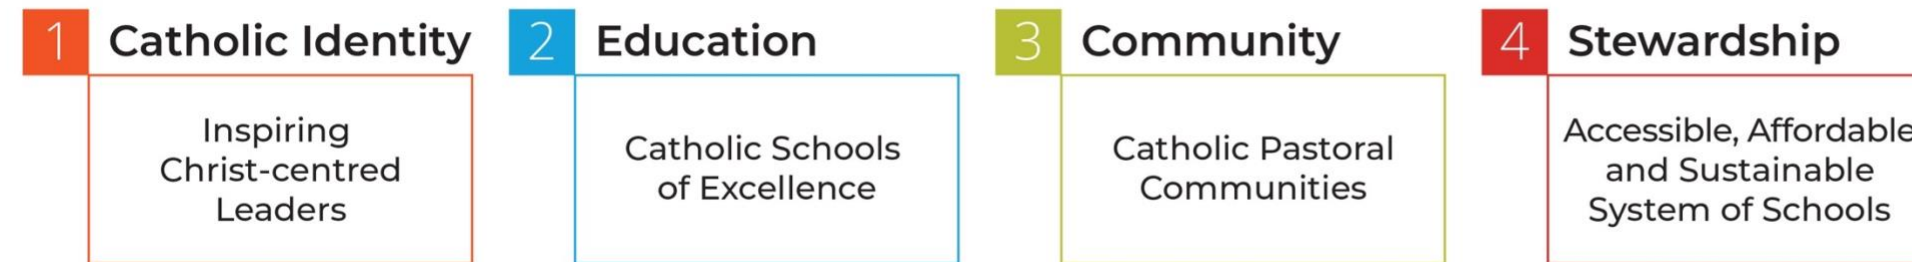 1 Catholic Identity
Inspiring
Christ-centred
Leaders
2 Education
Catholic Schools
of Excellence
3 Community
Catholic Pastoral
Communities
4 Stewardship
Accessible, Affordable
and Sustainable
System of Schools